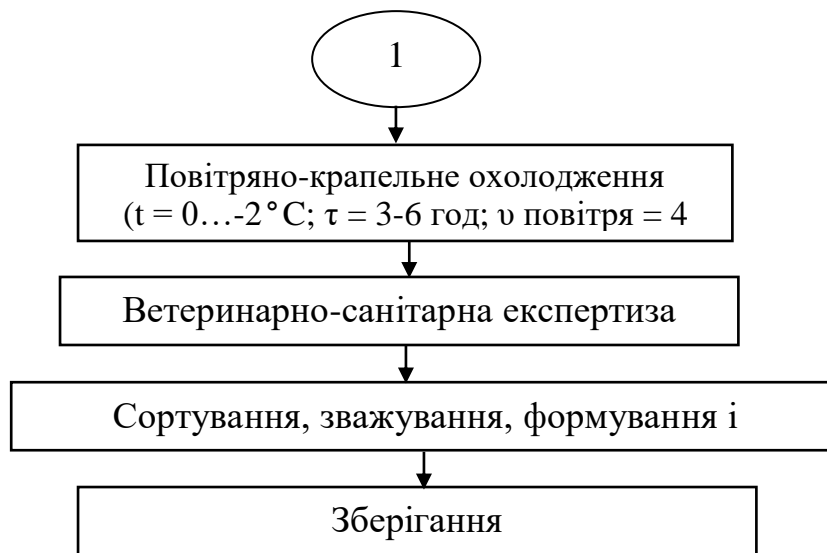 1
Повітряно-крапельне охолодження
(t = 0…-2°С; τ = 3-6 год; υ повітря = 4
Ветеринарно-санітарна експертиза
Сортування, зважування, формування і
Зберігання